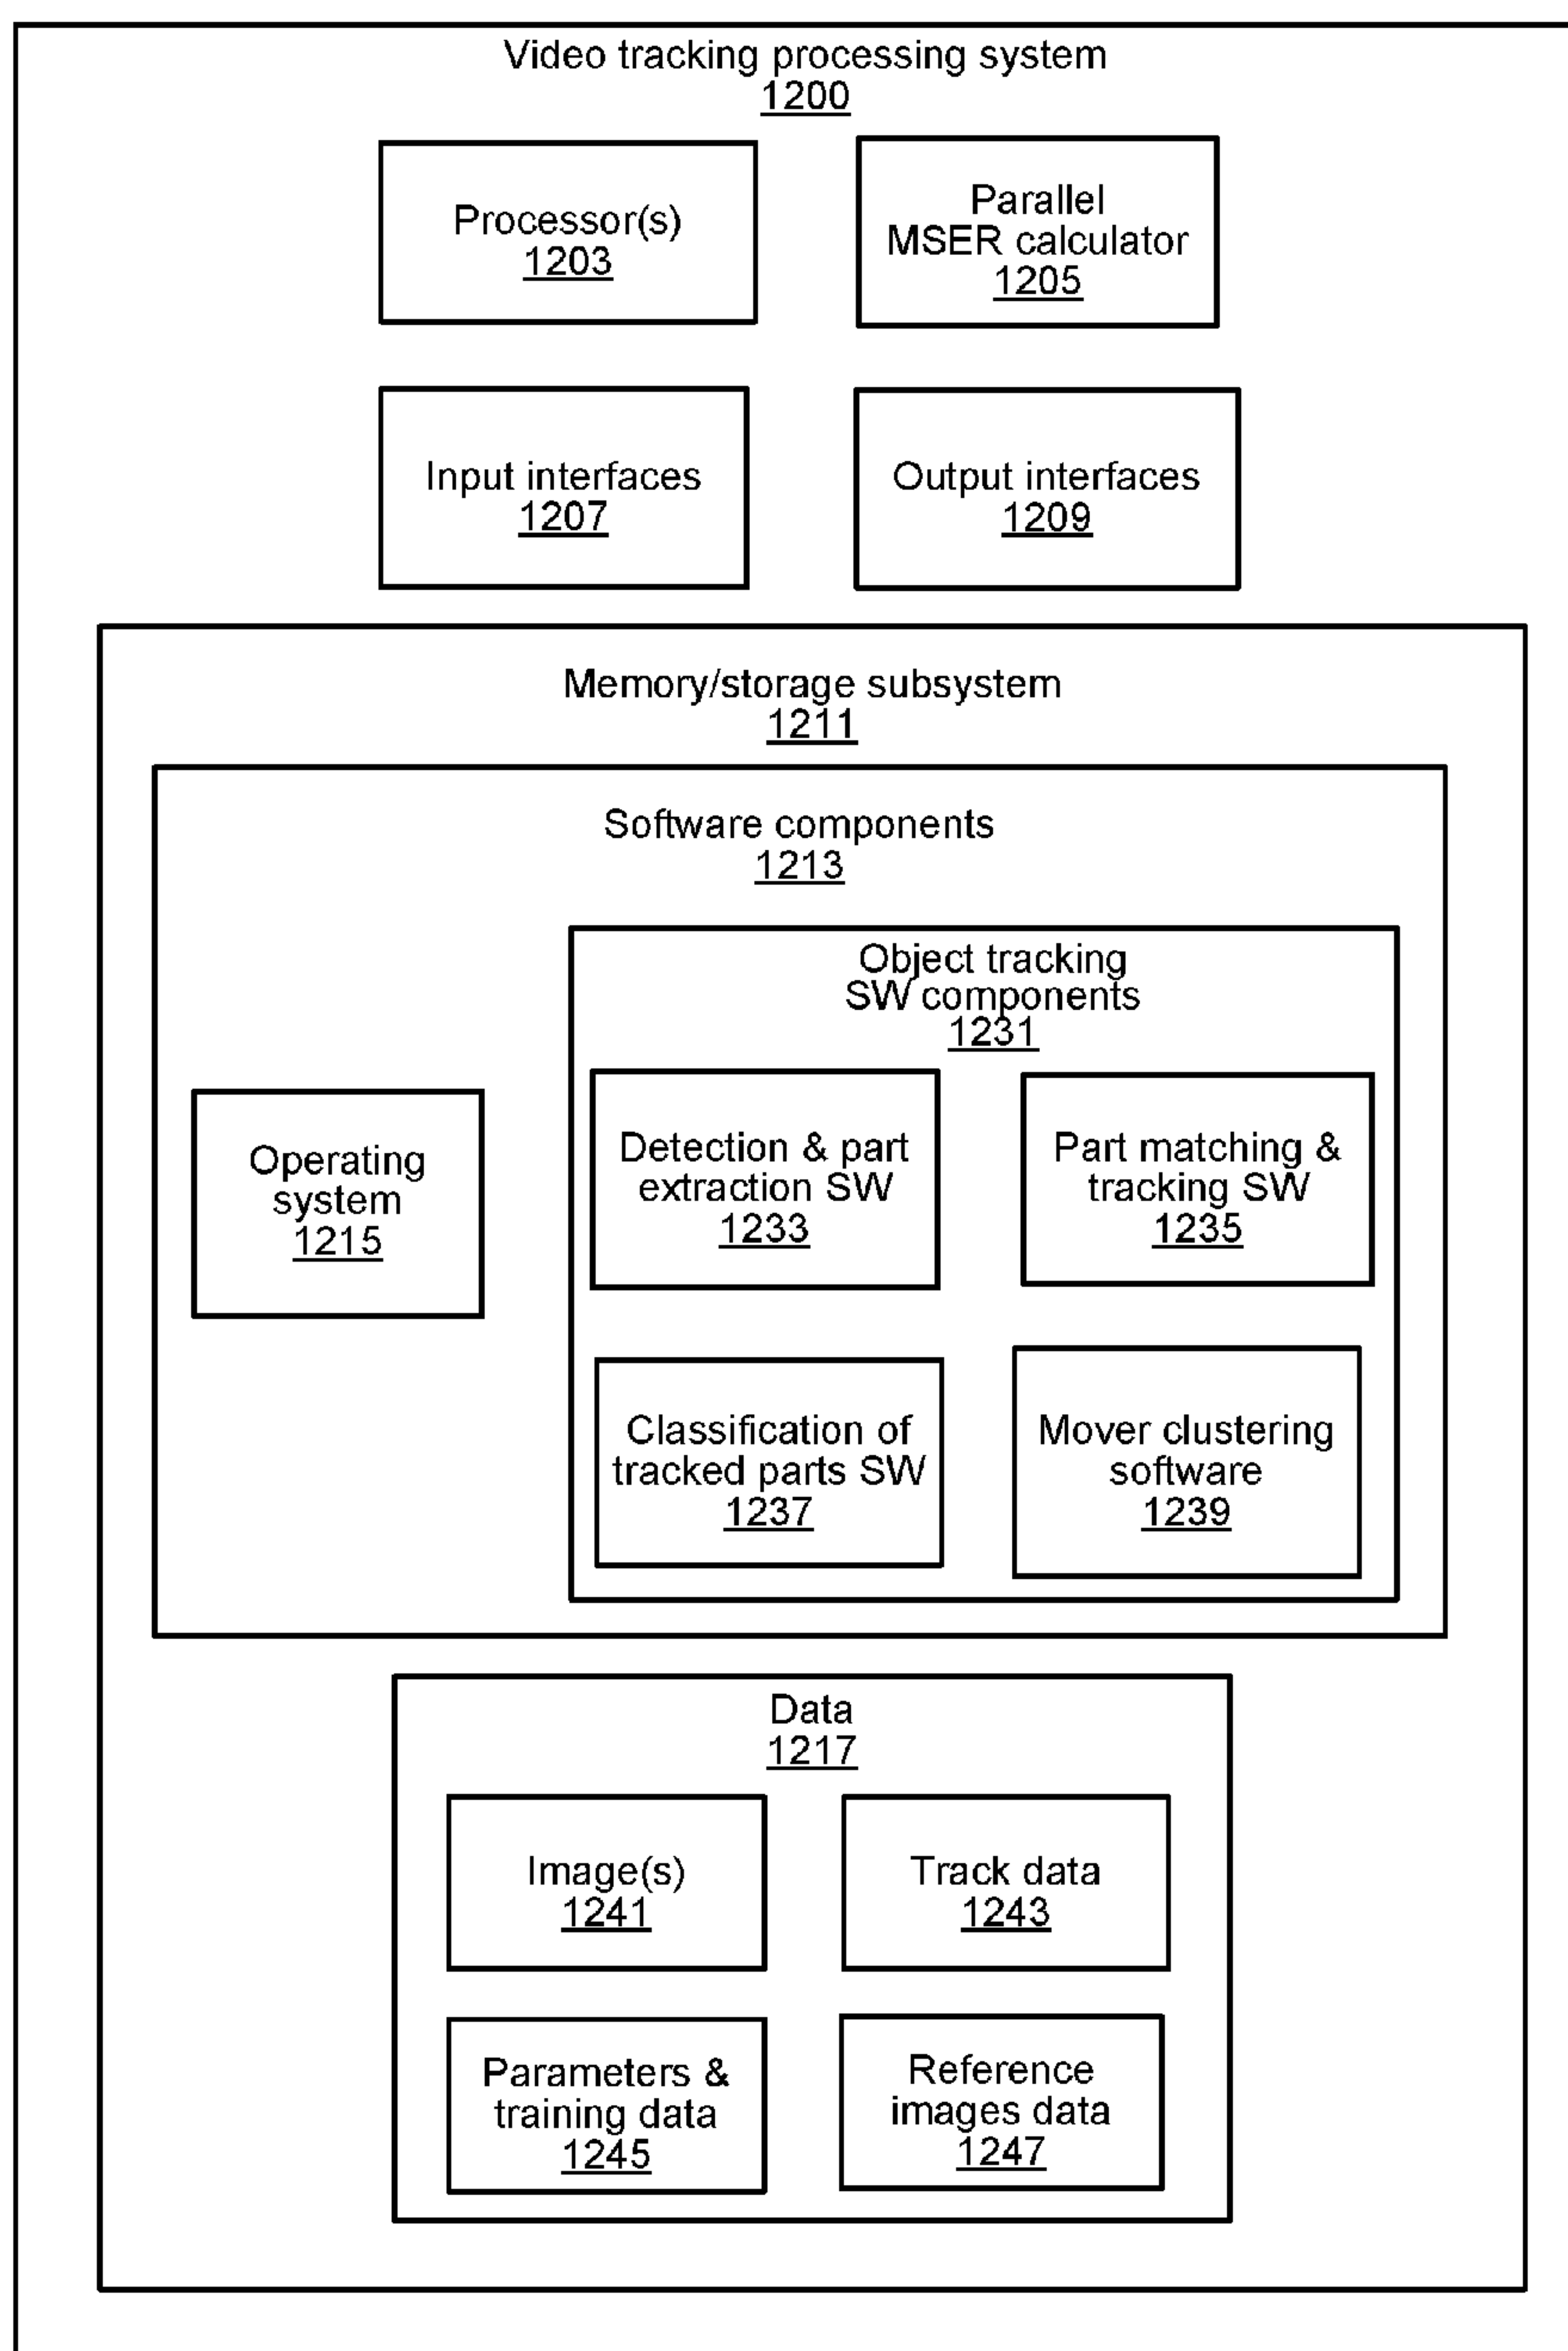 Video tracking processing system
1200
Processor(s)
1203
Parallel
MSER calculator
1205
Input interfaces
1207
Output interfaces
1209
Memory/storage subsystem
1211
Software components
1213
Object tracking
SW components
1231
Operating
system
1215
Detection & part
extraction SW
1233
Part matching &
tracking SW
1235
Classification of
tracked parts SW
1237
Mover clustering
software
1239
Data
1217
Image(s)
1241
Track data
1243
Parameters &
training data
1245
Reference
images data
1247